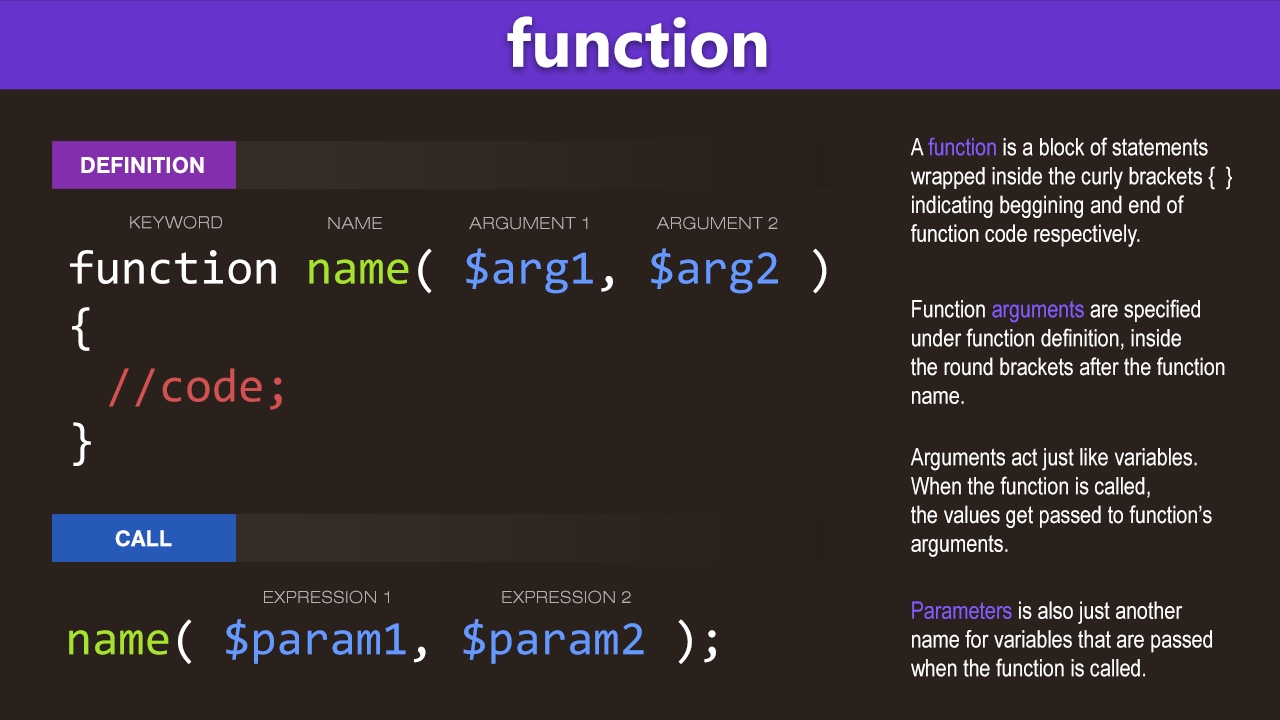 function
DEFINITION
KEYWORD NAME ARGUMENT 1 ARGUMENT 2
function name( $arg1, $arg2 )
{
//code;
}
CALL
EXPRESSION 1 EXPRESSION 2
name( $param1, $param2 );
A function is a block of statements
wrapped inside the curly brackets { }
indicating beggining and end of
function code respectively.
Function arguments are specified
under function definition, inside
the round brackets after the function
name.
Arguments act just like variables.
When the function is called,
the values get passed to function’s
arguments.
Parameters is also just another
name for variables that are passed
when the function is called.